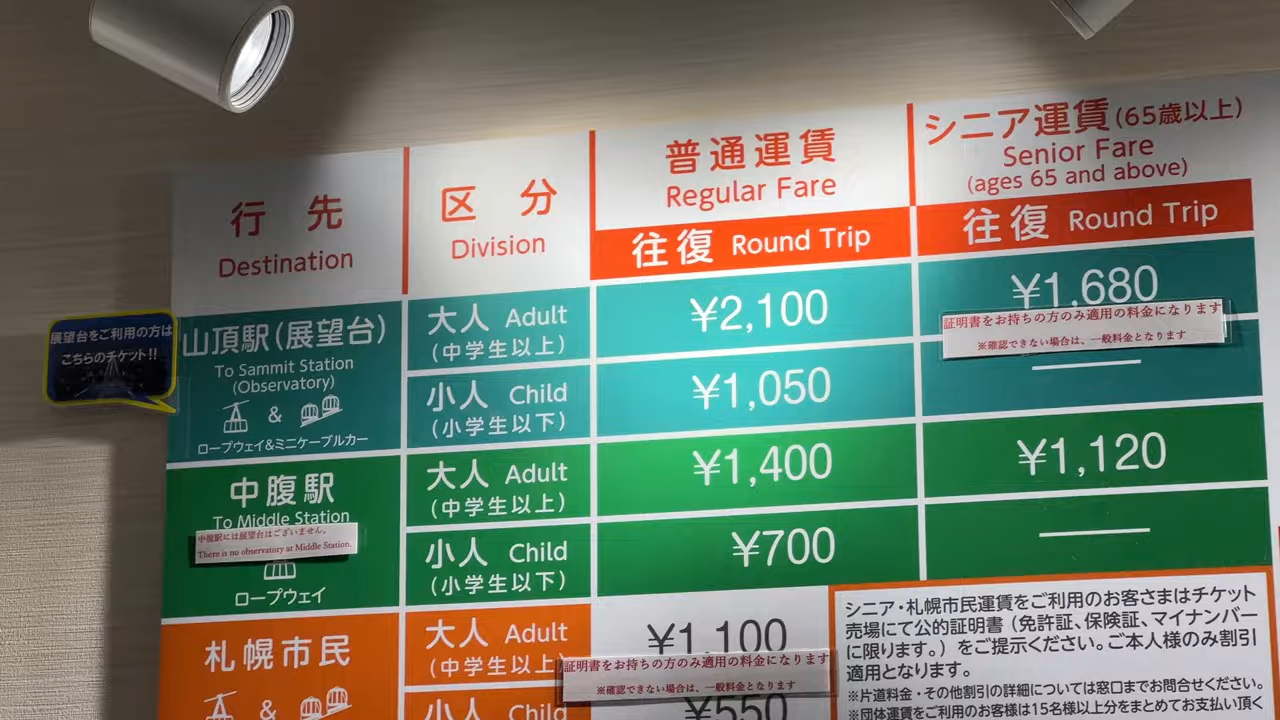 行先
Destination
区分
Division
普通運賃
Regular Fare
往復 Round Trip
シニア運賃(65歳以上)
Senior Fare
(ages 65 and above)
往復 Round Trip
展望台をご利用の方は
こちらのチケット!!
山頂駅(展望台)
To Sammit Station
(Observatory)
&
ロープウェイ&ミニケーブルカー
大人 Adult
(中学生以上)
¥2,100
¥1,680
証明書をお持ちの方のみ適用の料金になります
※確認できない場合は、一般料金となります
小人 Child
(小学生以下)
¥1,050
中腹駅
To Middle Station
中腹駅には展望台はございません。
There is no observatory at Middle Station.
ロープウェイ
大人 Adult
(中学生以上)
¥1,400
¥1,120
小人 Child
(小学生以下)
¥700
札幌市民
&
大人 Adult
(中学生以上)
¥1,100
証明書をお持ちの方のみ適用の料金になります
※確認できない場合は、一般料金となります
小人 Child
¥550
シニア・札幌市民運賃をご利用のお客さまはチケット
売場にて公的証明書(免許証、保険証、マイナンバー
に限ります。)をご提示ください。ご本人様のみ割引
適用となります。
※片道料金・その他割引の詳細については窓口までお問合せください。
※団体運賃をご利用のお客様は15名様以上分をまとめてお支払い頂く